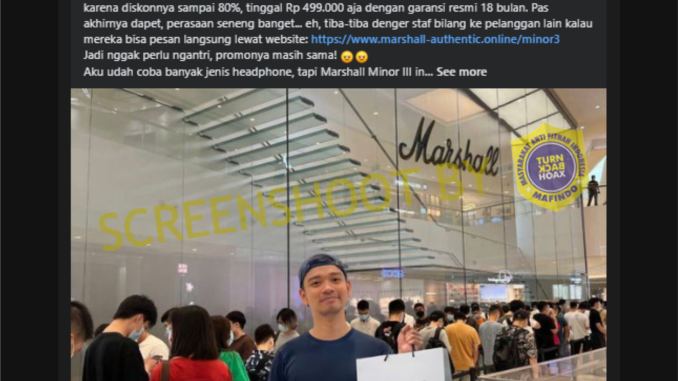 karena diskonnya sampai 80%, tinggal Rp 499.000 aja dengan garansi resmi 18 bulan. Pas
akhirnya dapet, perasaan seneng banget... eh, tiba-tiba denger staf bilang ke pelanggan lain kalau
mereka bisa pesan langsung lewat website: https://www.marshall-authentic.online/minor3
Jadi nggak perlu ngantri, promonya masih sama! 😠😠
Aku udah coba banyak jenis headphone, tapi Marshall Minor III in... See more
Marshall
MASYARAKAT ANTI FITNAH INDONESIA
TURN
BACK
HOAX
MAFINDO
SCREENSHOOT BY